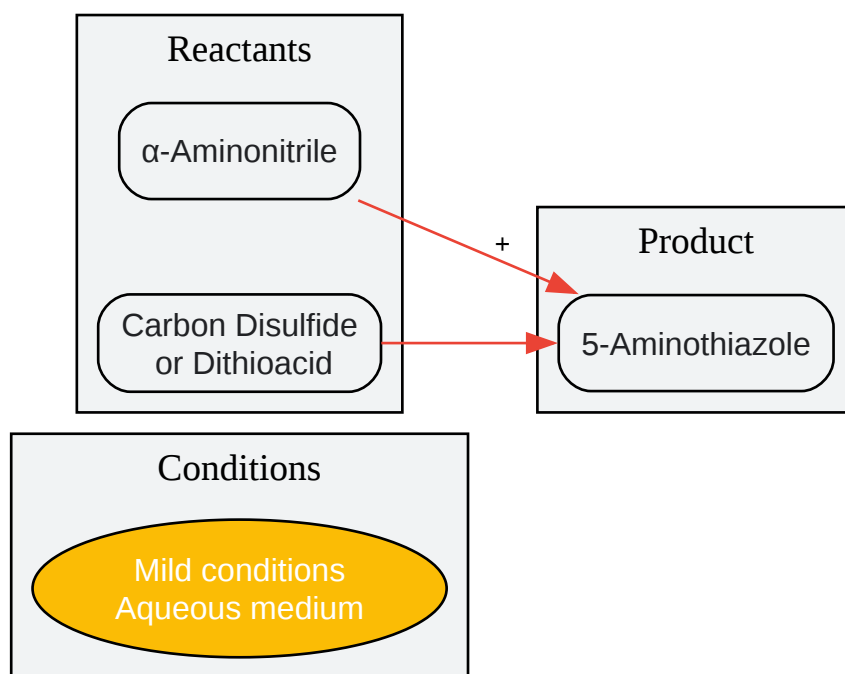 Reactants
α-Aminonitrile
+
Product
Carbon Disulfide
or Dithioacid
5-Aminothiazole
Conditions
Mild conditions
Aqueous medium